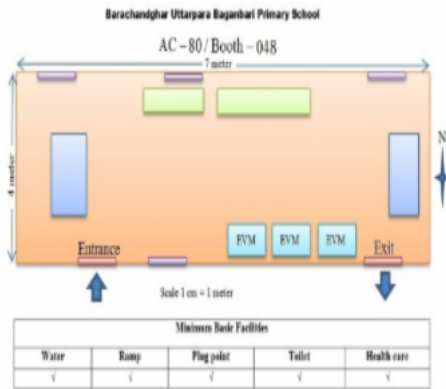 Barachandghar Uttarpara Baganbari Primary School
AC – 80 / Booth – 048
7 meter
4 meter
N
EVM EVM EVM
Entrance
Exit
Scale 1 cm = 1 meter
Minimum Basic Facilities
Water Ramp Plug point Toilet Health care
√ √ √ √ √